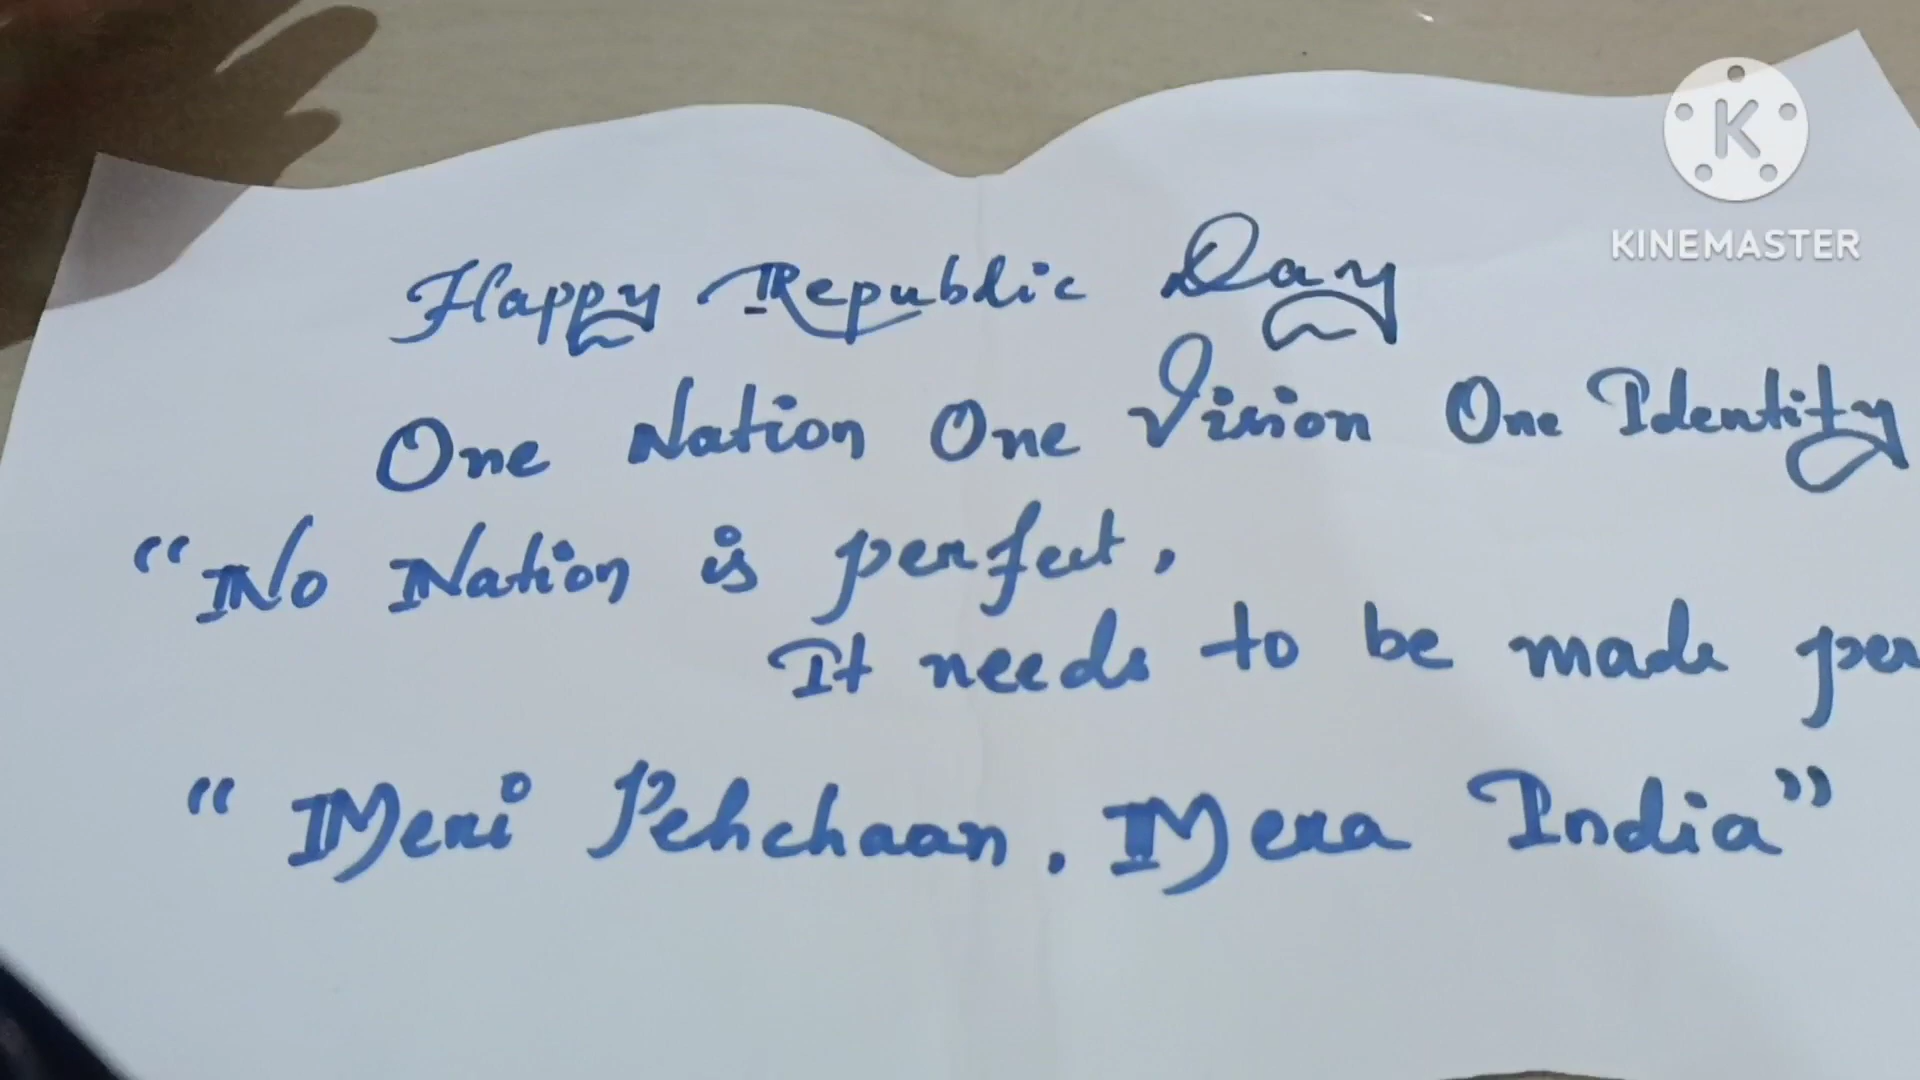 KINEMASTER
Happy Republic Day
One Nation One Vision One Identity
“No Nation is perfect,
It needs to be made per
“Meri Pehchaan, Mera India”